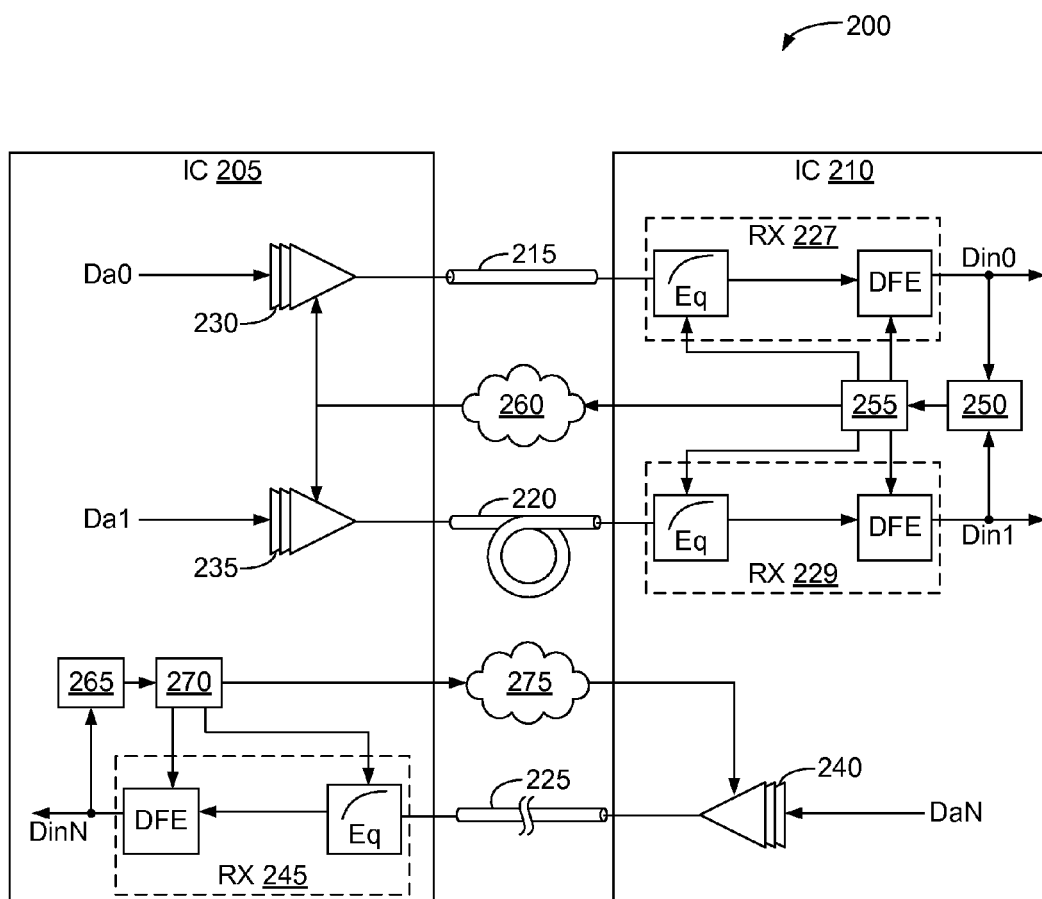 200
IC 205
IC 210
215
RX 227
Da0
230
Eq
DFE
Din0
260
255
250
220
Da1
235
Eq
DFE
Din1
RX 229
265
270
275
240
225
DinN
DFE
Eq
DaN
RX 245